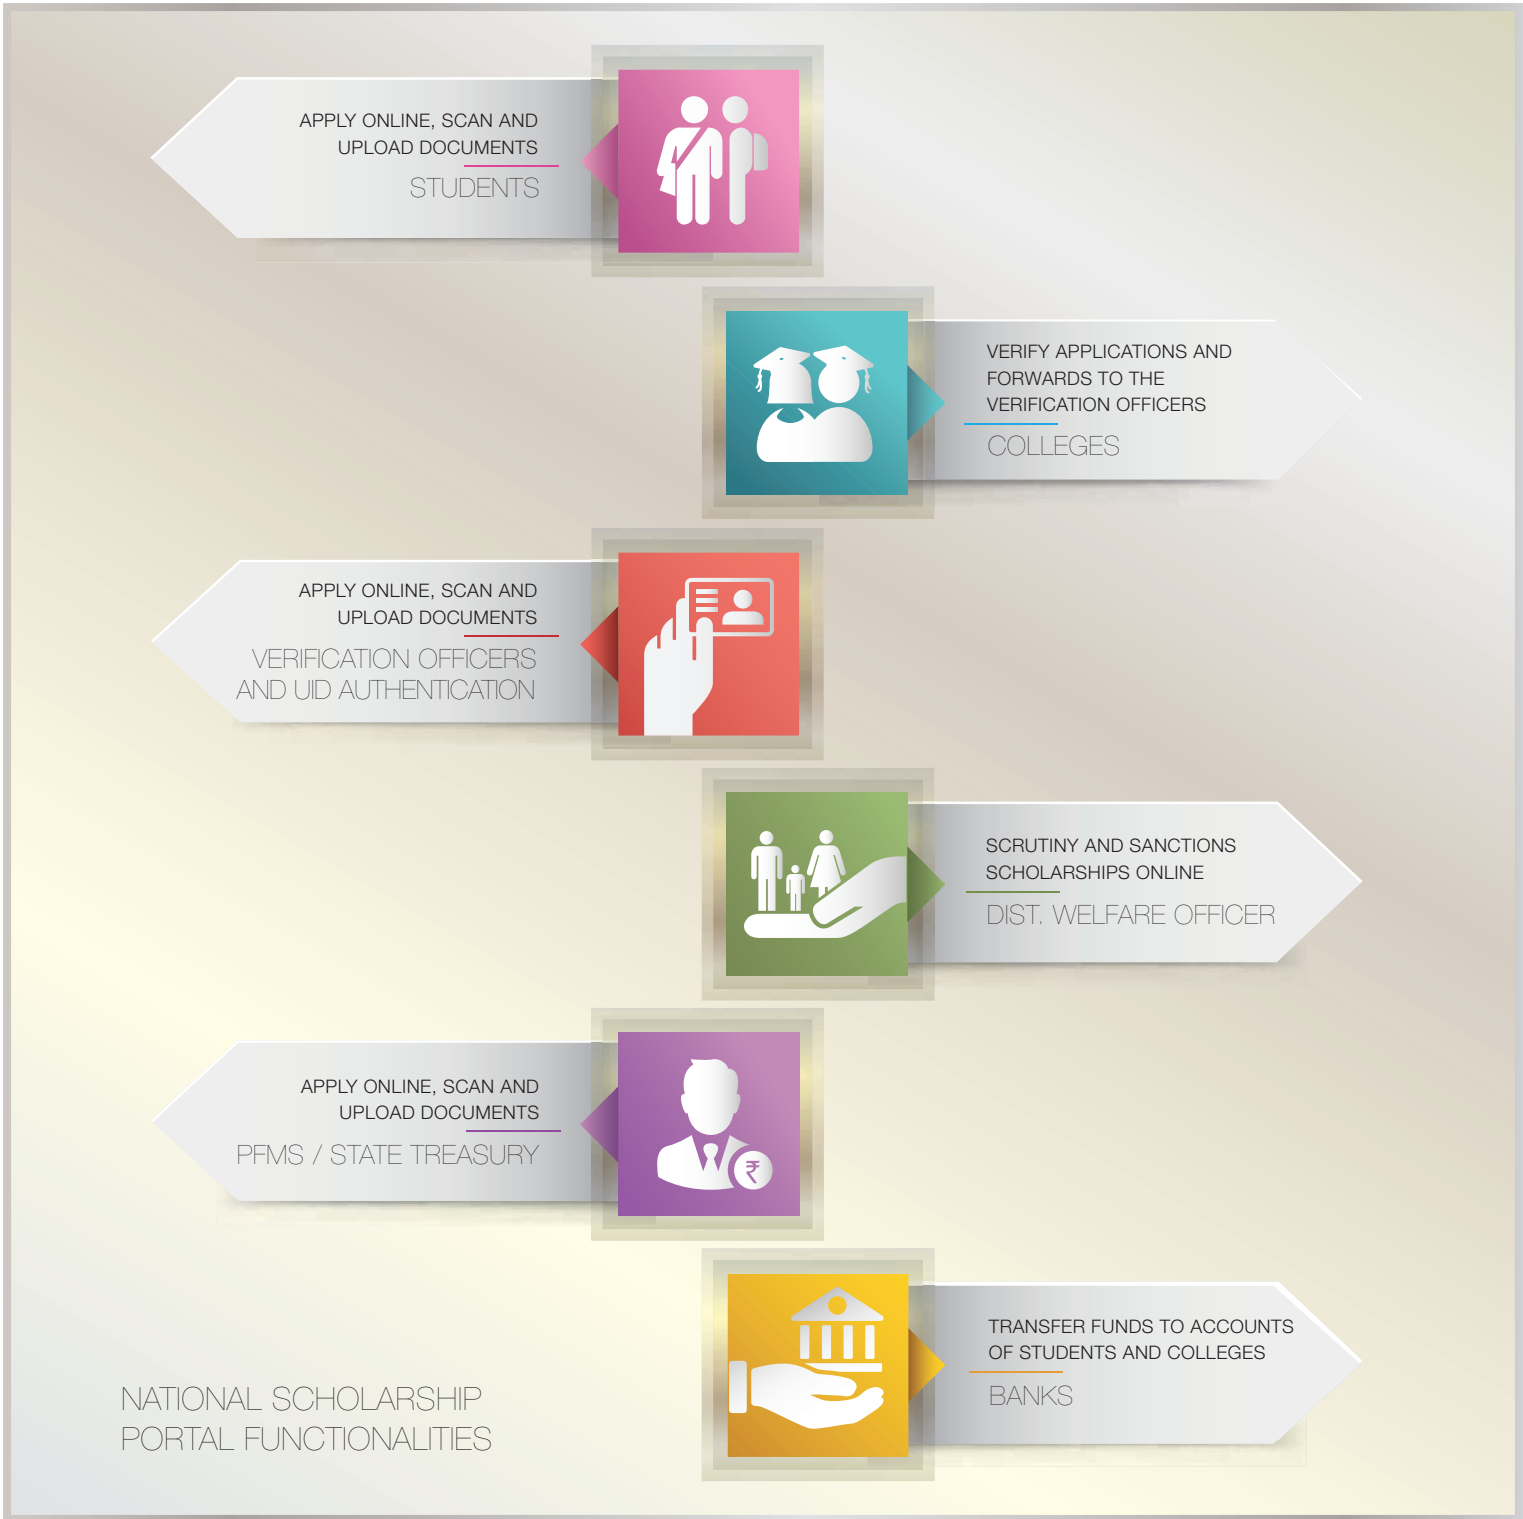 APPLY ONLINE, SCAN AND
UPLOAD DOCUMENTS
STUDENTS
VERIFY APPLICATIONS AND
FORWARDS TO THE
VERIFICATION OFFICERS
COLLEGES
APPLY ONLINE, SCAN AND
UPLOAD DOCUMENTS
VERIFICATION OFFICERS
AND UID AUTHENTICATION
SCRUTINY AND SANCTIONS
SCHOLARSHIPS ONLINE
DIST. WELFARE OFFICER
APPLY ONLINE, SCAN AND
UPLOAD DOCUMENTS
PFMS / STATE TREASURY
₹
TRANSFER FUNDS TO ACCOUNTS
OF STUDENTS AND COLLEGES
BANKS
NATIONAL SCHOLARSHIP
PORTAL FUNCTIONALITIES